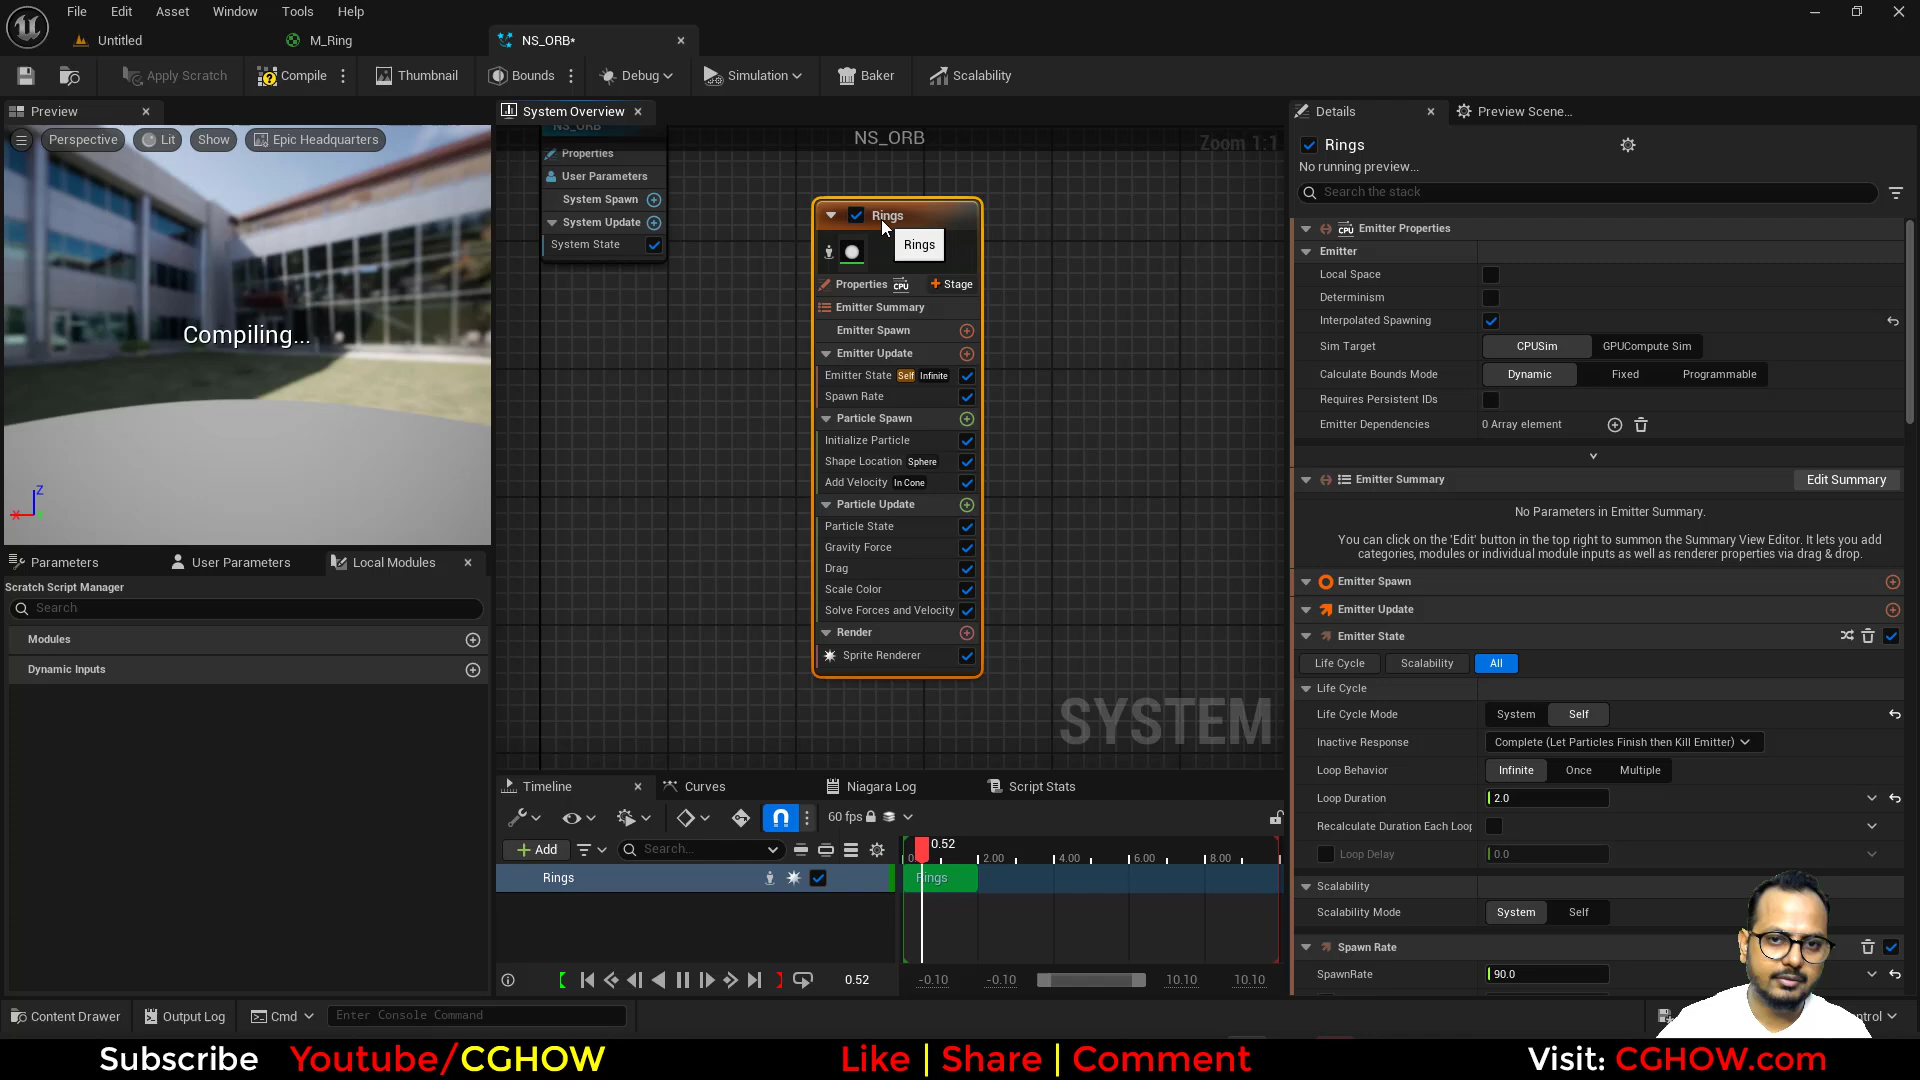 File Edit Asset Window Tools Help
Untitled M_Ring NS_ORB*
Apply Scratch Compile Thumbnail Bounds Debug Simulation Baker Scalability
Preview System Overview Details Preview Scene...
Perspective Lit Show Epic Headquarters
Compiling...
Z
X
NS_ORB
NS_ORB
Zoom 1:1
Properties
User Parameters
System Spawn
System Update
System State
Rings
Rings
Properties CPU Stage
Emitter Summary
Emitter Spawn
Emitter Update
Emitter State Self Infinite
Spawn Rate
Particle Spawn
Initialize Particle
Shape Location Sphere
Add Velocity In Cone
Particle Update
Particle State
Gravity Force
Drag
Scale Color
Solve Forces and Velocity
Render
Sprite Renderer
SYSTEM
Parameters User Parameters Local Modules
Scratch Script Manager
Search
Modules
Dynamic Inputs
Timeline Curves Niagara Log Script Stats
60 fps
Add Search... 0.52
2.00 4.00 6.00 8.00
Rings Rings
0.52 -0.10 -0.10 10.10 10.10
Rings
No running preview...
Search the stack
CPU Emitter Properties
Emitter
Local Space
Determinism
Interpolated Spawning
Sim Target CPUSim GPUCompute Sim
Calculate Bounds Mode Dynamic Fixed Programmable
Requires Persistent IDs
Emitter Dependencies 0 Array element
Emitter Summary Edit Summary
No Parameters in Emitter Summary.
You can click on the 'Edit' button in the top right to summon the Summary View Editor. It lets you add
categories, modules or individual module inputs as well as renderer properties via drag & drop.
Emitter Spawn
Emitter Update
Emitter State
Life Cycle Scalability All
Life Cycle
Life Cycle Mode System Self
Inactive Response Complete (Let Particles Finish then Kill Emitter)
Loop Behavior Infinite Once Multiple
Loop Duration 2.0
Recalculate Duration Each Loop
Loop Delay 0.0
Scalability
Scalability Mode System Self
Spawn Rate
SpawnRate 90.0
Content Drawer Output Log Cmd Enter Console Command
Subscribe Youtube/CGHOW Like | Share | Comment Visit: CGHOW.com